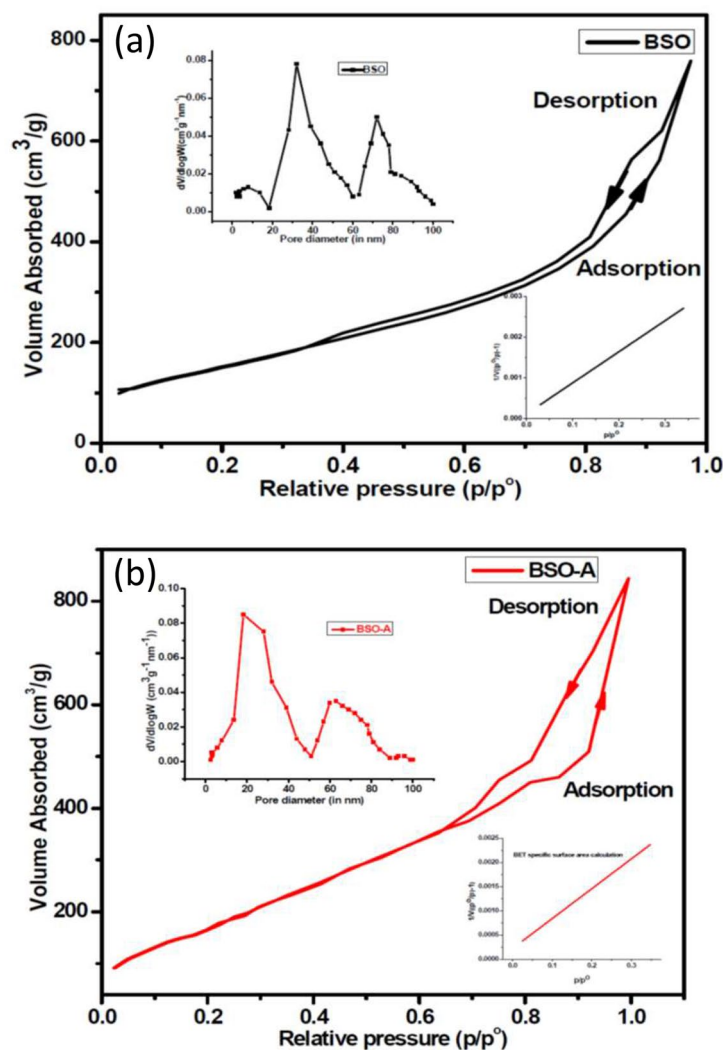 (a)
BSO
800
600
400
200
0
Volume Absorbed (cm³/g)
0.0 0.2 0.4 0.6 0.8 1.0
Relative pressure (p/p°)
Desorption
Adsorption
BSO
0.08
0.06
0.04
0.02
0.00
0 20 40 60 80 100
Pore diameter (in nm)
0.003
0.002
0.001
0.000
1/V((p⁰/p)-1)
0.0 0.1 0.2 0.3
p/p⁰
(b)
BSO-A
800
600
400
200
Volume Absorbed (cm³/g)
0.0 0.2 0.4 0.6 0.8 1.0
Relative pressure (p/p°)
Desorption
Adsorption
BSO-A
0.10
0.08
0.06
0.04
0.02
0.00
dV/dlogW (cm³g⁻¹nm⁻¹))
0 20 40 60 80 100
Pore diameter (in nm)
BET specific surface area calculation
0.0025
0.0020
0.0015
0.0010
0.0005
0.0000
1/V((p⁰/p)-1)
0.0 0.1 0.2 0.3
p/p⁰